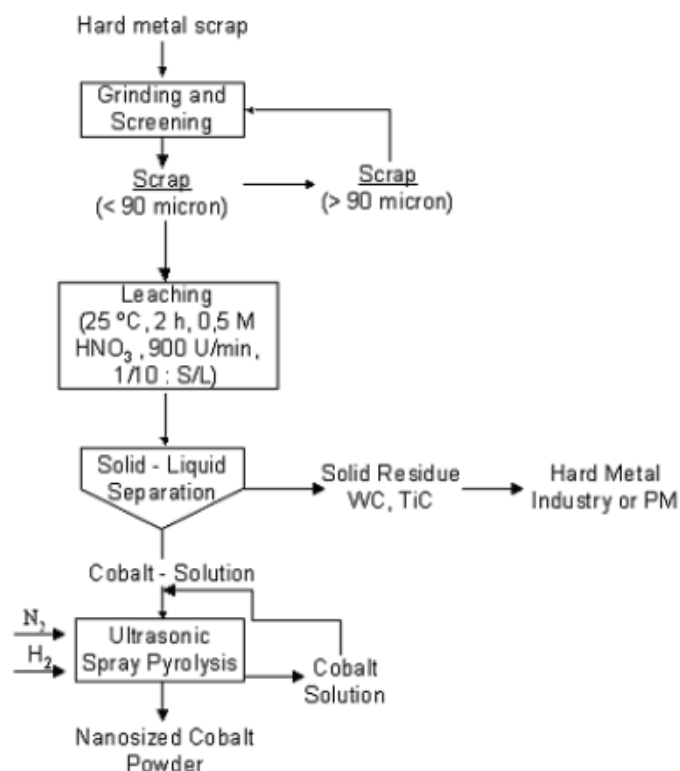 Hard metal scrap
Grinding and
Screening
Scrap
(< 90 micron)
Scrap
(> 90 micron)
Leaching
(25 ºC, 2 h, 0,5 M
HNO₃ , 900 U/min,
1/10 : S/L)
Solid - Liquid
Separation
Solid Residue
WC, TiC
Hard Metal
Industry or PM
Cobalt - Solution
N₂
H₂
Ultrasonic
Spray Pyrolysis
Cobalt
Solution
Nanosized Cobalt
Powder